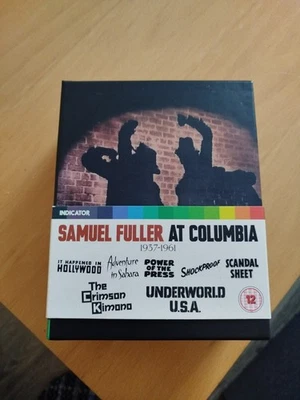 INDICATOR
SAMUEL FULLER AT COLUMBIA
1937-1961
IT HAPPENED IN
HOLLYWOOD
Adventure
in Sahara
POWER
OF THE
PRESS
SHOCKPROOF
SCANDAL
SHEET
The
Crimson
Kimono
UNDERWORLD
U.S.A.
12